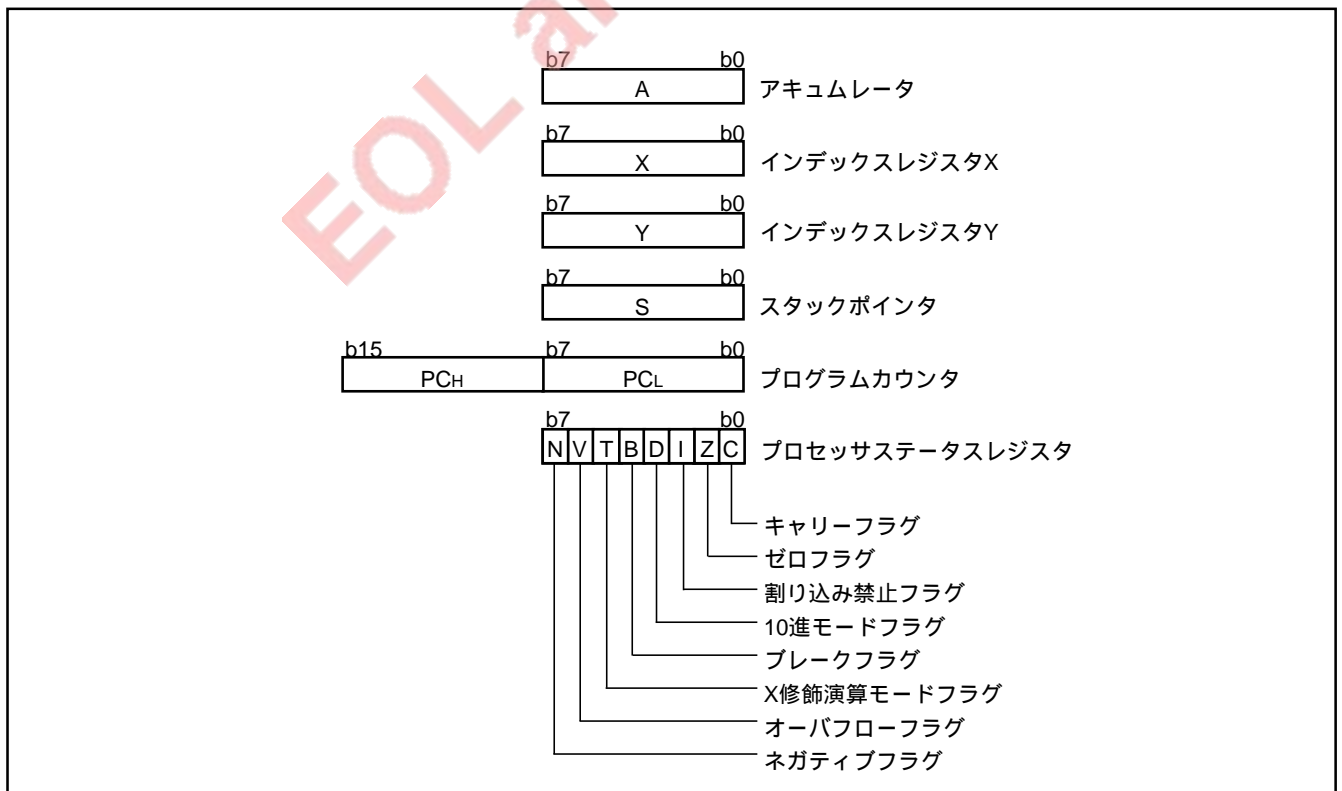 EOL a
b7 b0
A アキュムレータ
b7 b0
X インデックスレジスタX
b7 b0
Y インデックスレジスタY
b7 b0
S スタックポインタ
b15 b7 b0
PCH PCL プログラムカウンタ
b7 b0
N V T B D I Z C プロセッサステータスレジスタ
キャリーフラグ
ゼロフラグ
割り込み禁止フラグ
10進モードフラグ
ブレークフラグ
X修飾演算モードフラグ
オーバフローフラグ
ネガティブフラグ